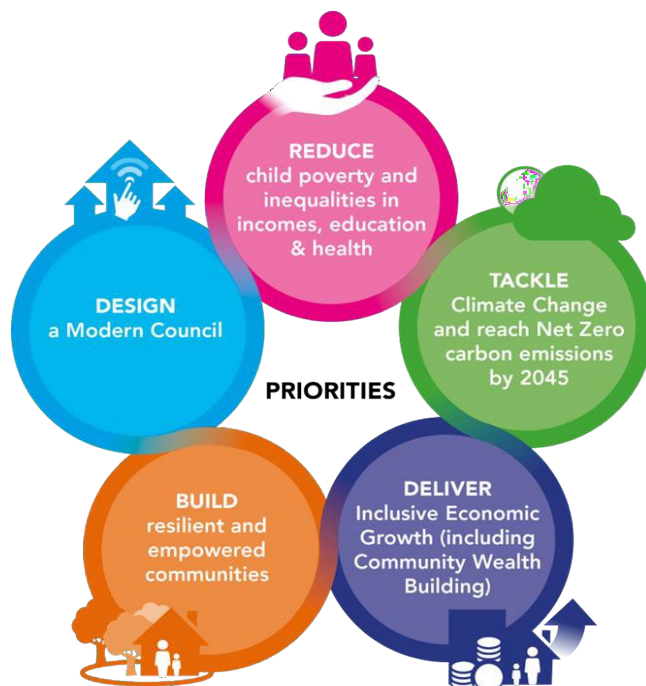 REDUCE
child poverty and
inequalities in
incomes, education
& health
TACKLE
Climate Change
and reach Net Zero
carbon emissions
by 2045
DESIGN
a Modern Council
PRIORITIES
DELIVER
Inclusive Economic
Growth (including
Community Wealth
Building)
BUILD
resilient and
empowered
communities